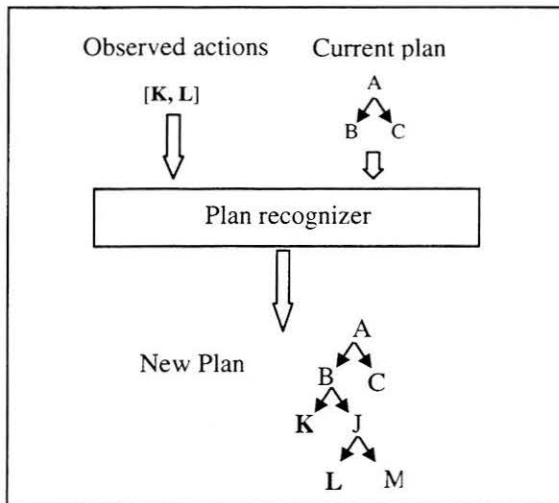 Observed actions Current plan
[K, L] A
B C
Plan recognizer
A
New Plan B C
K J
L M